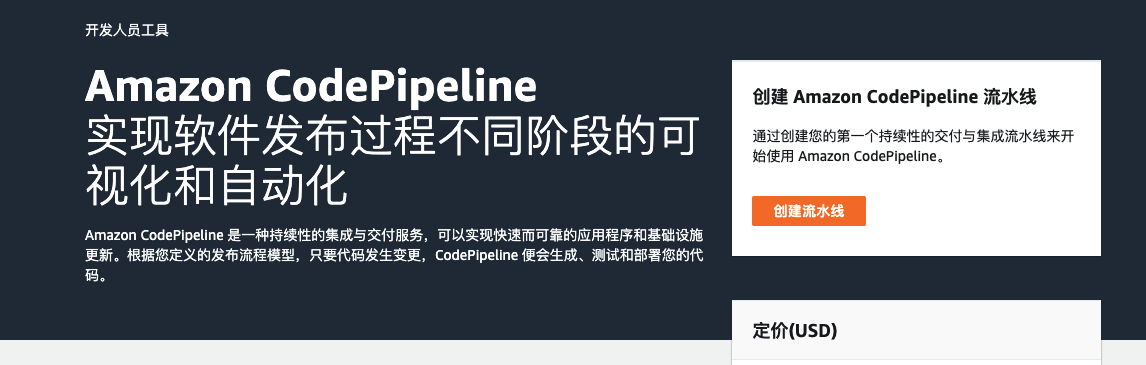 开发人员工具
Amazon CodePipeline
实现软件发布过程不同阶段的可
视化和自动化
Amazon CodePipeline 是一种持续性的集成与交付服务，可以实现快速而可靠的应用程序和基础设施
更新。根据您定义的发布流程模型，只要代码发生变更，CodePipeline 便会生成、测试和部署您的代
码。
创建 Amazon CodePipeline 流水线
通过创建您的第一个持续性的交付与集成流水线来开
始使用 Amazon CodePipeline。
创建流水线
定价(USD)